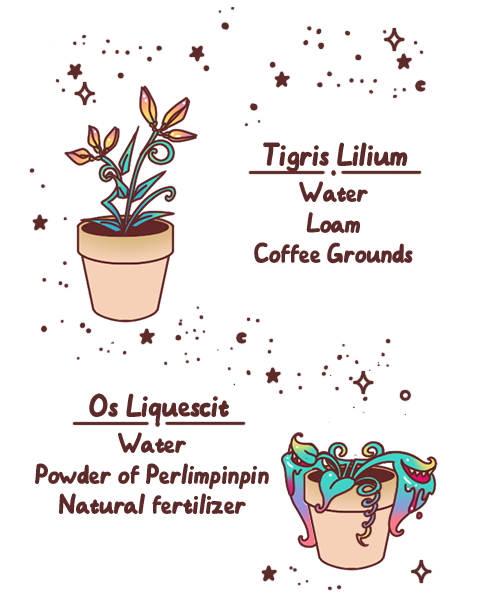 Tigris Lilium
Water
Loam
Coffee Grounds
Os Liquescit
Water
Powder of Perlimpinpin
Natural fertilizer